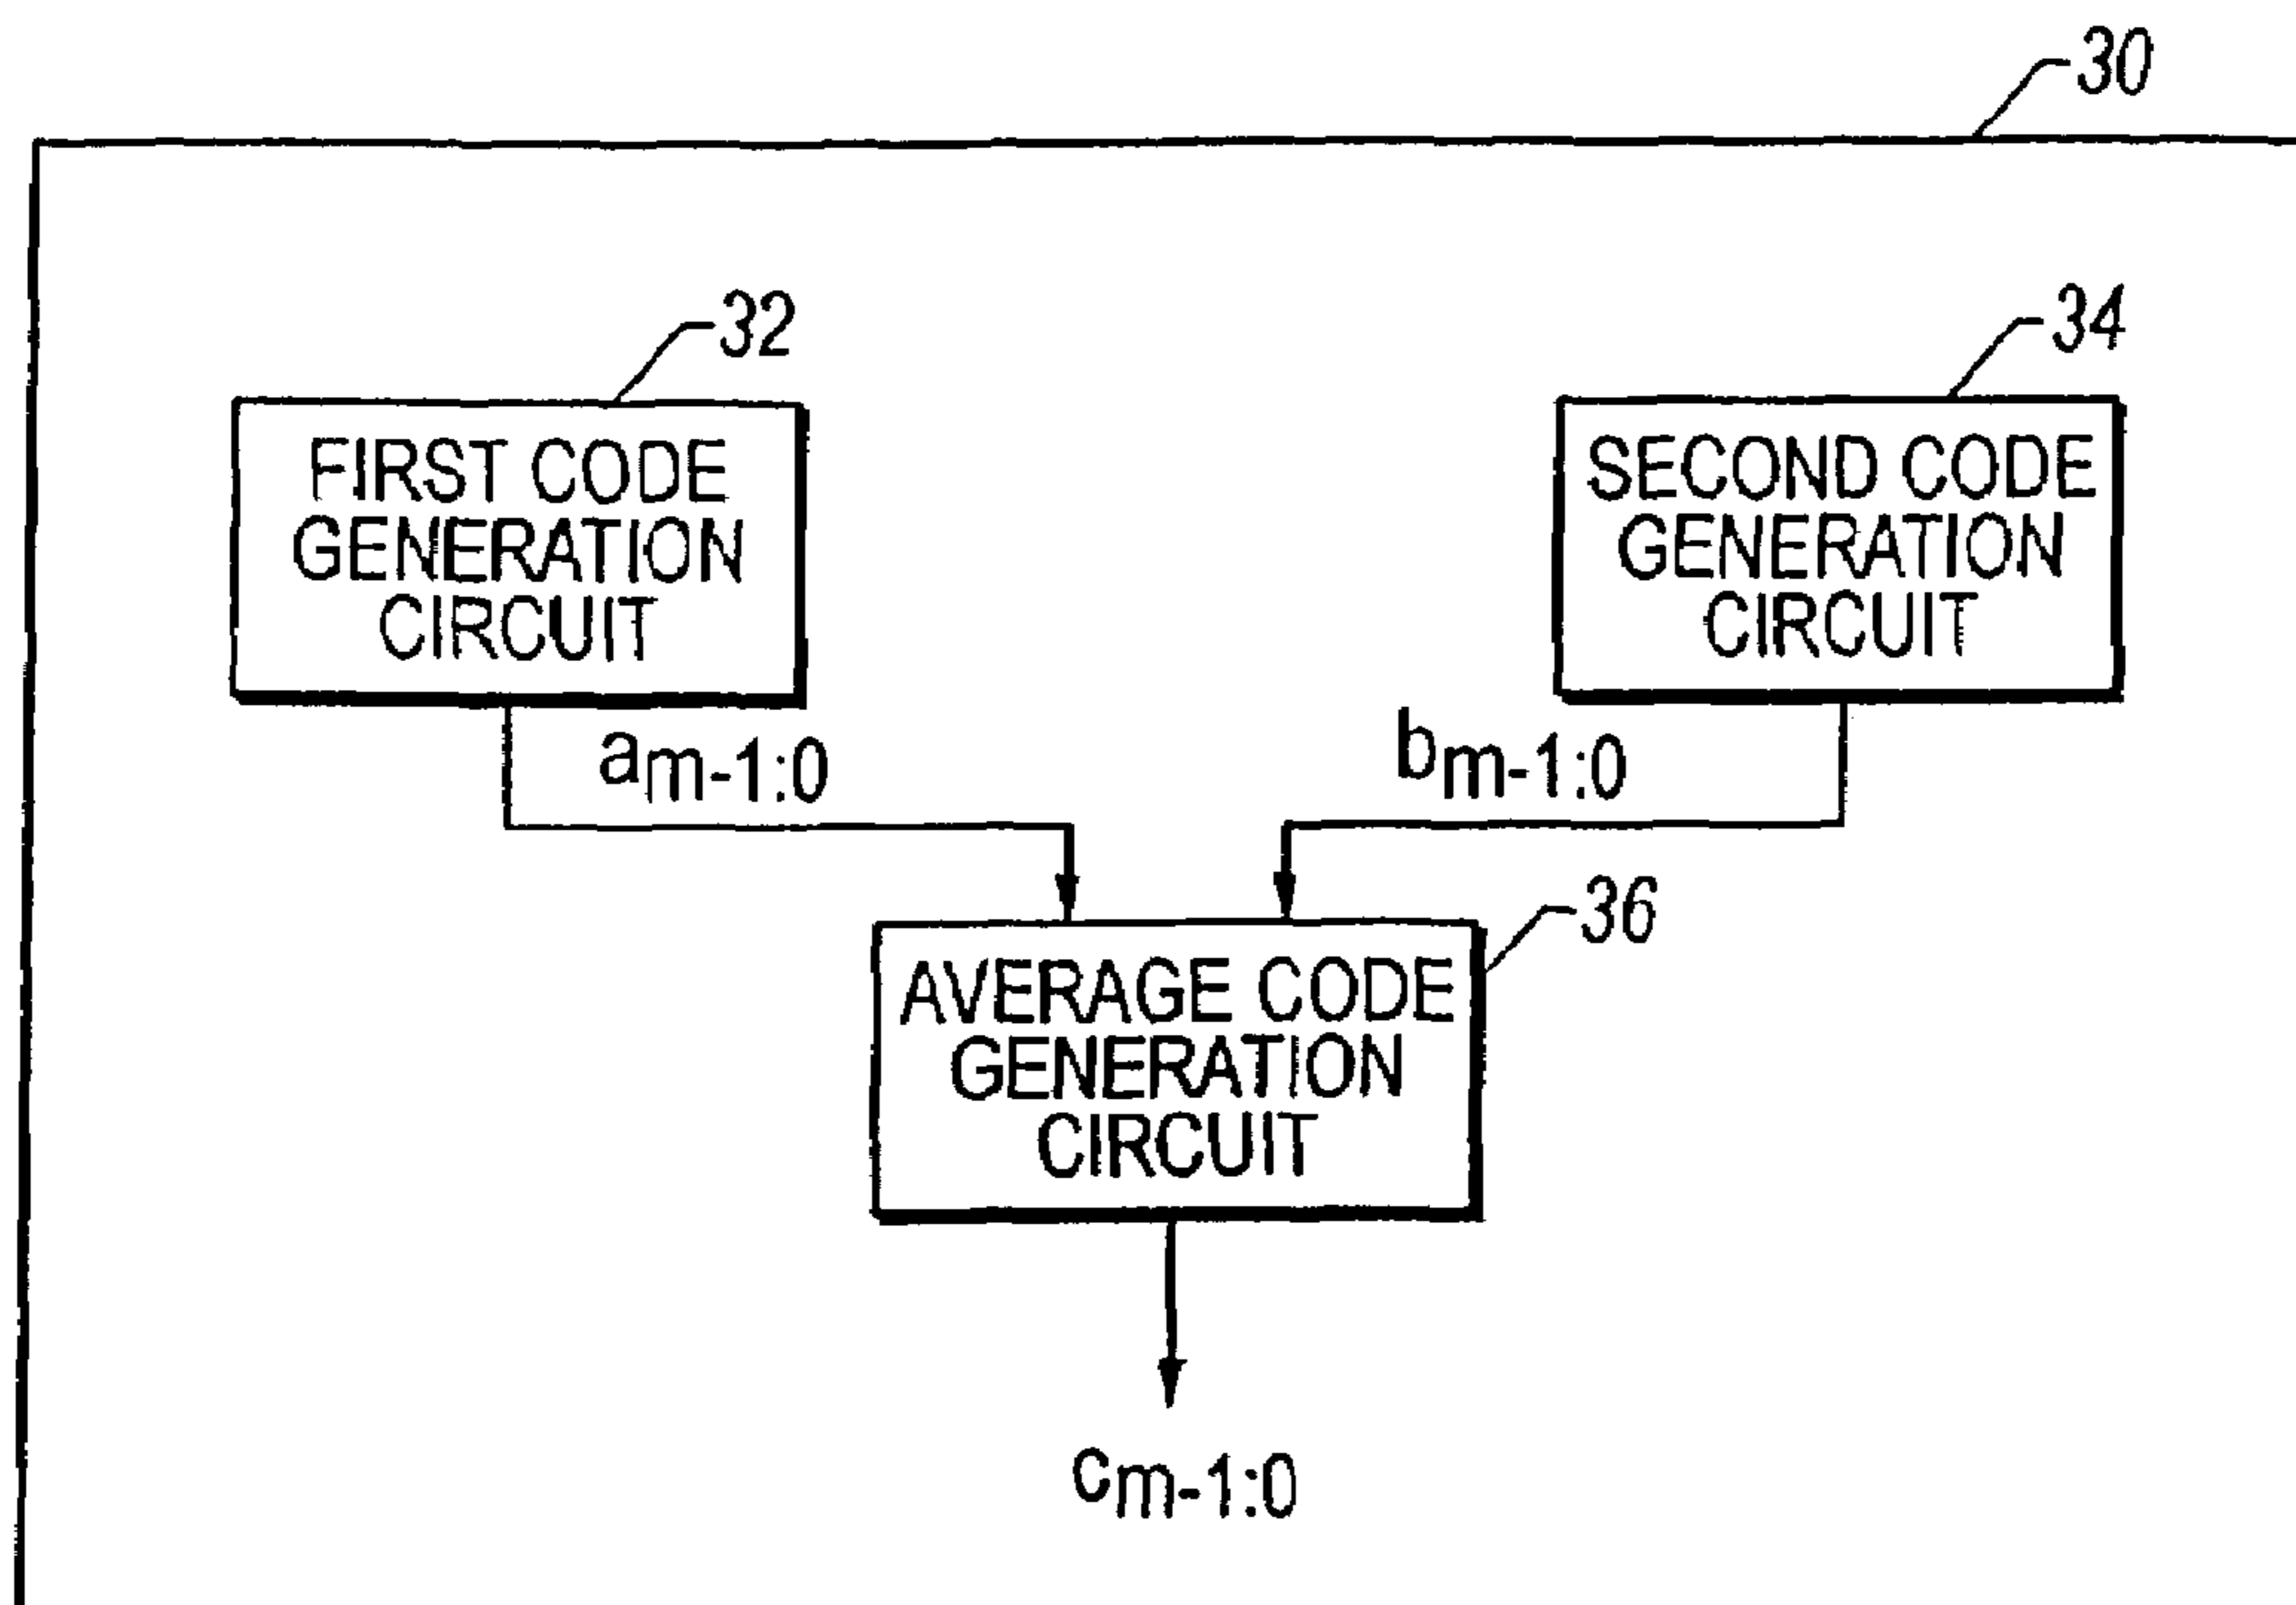 30
32
34
FIRST CODE
GENERATION
CIRCUIT
SECOND CODE
GENERATION
CIRCUIT
am-1:0
bm-1:0
36
AVERAGE CODE
GENERATION
CIRCUIT
cm-1:0